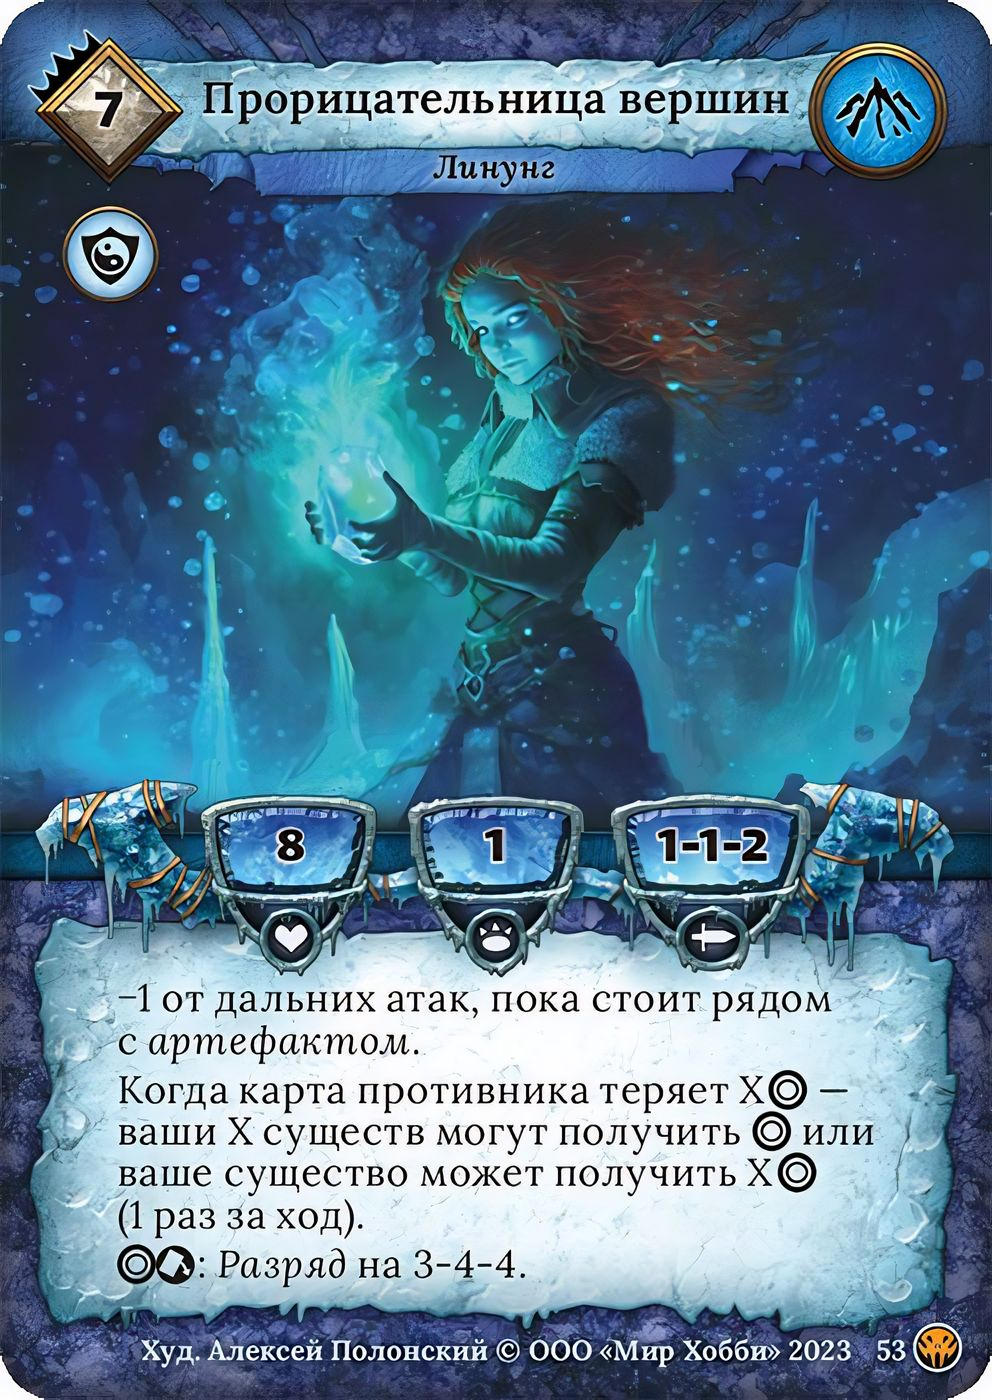 7
Прорицательница вершин
Линунг
8
1
1-1-2
–1 от дальних атак, пока стоит рядом
с артефактом.
Когда карта противника теряет X —
ваши X существ могут получить или
ваше существо может получить X
(1 раз за ход).
: Разряд на 3-4-4.
Худ. Алексей Полонский © ООО «Мир Хобби» 2023 53